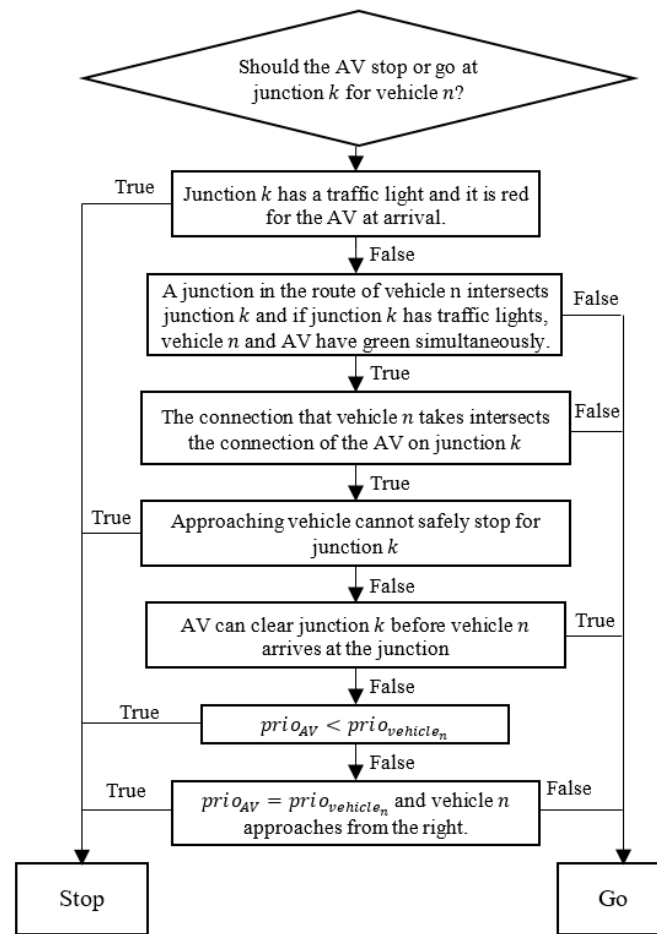 Should the AV stop or go at
junction k for vehicle n?
True
Junction k has a traffic light and it is red
for the AV at arrival.
False
A junction in the route of vehicle n intersects
junction k and if junction k has traffic lights,
vehicle n and AV have green simultaneously.
False
True
The connection that vehicle n takes intersects
the connection of the AV on junction k
False
True
True
Approaching vehicle cannot safely stop for
junction k
False
AV can clear junction k before vehicle n
arrives at the junction
True
False
True
prio_AV < prio_vehicle_n
False
True
prio_AV = prio_vehicle_n and vehicle n
approaches from the right.
False
Stop
Go